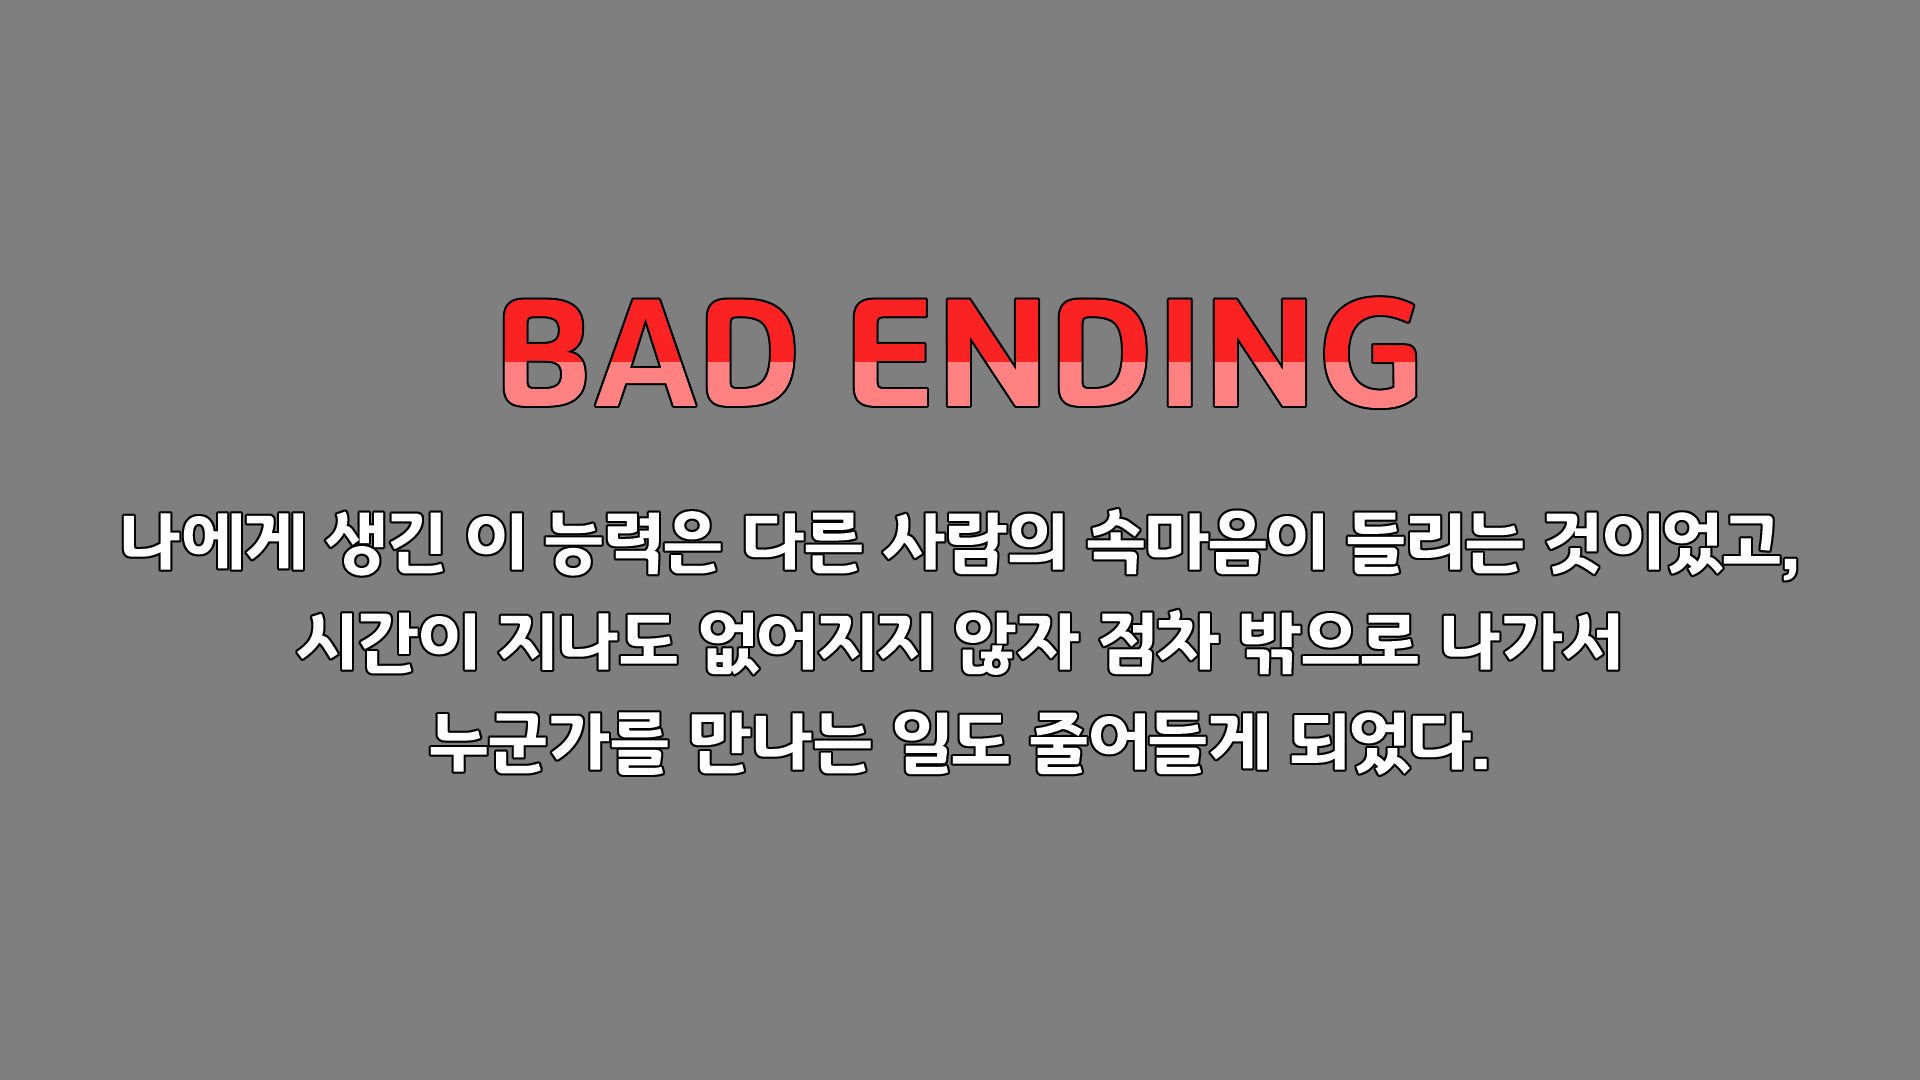 BAD ENDING
나에게 생긴 이 능력은 다른 사람의 속마음이 들리는 것이었고,
시간이 지나도 없어지지 않자 점차 밖으로 나가서
누군가를 만나는 일도 줄어들게 되었다.